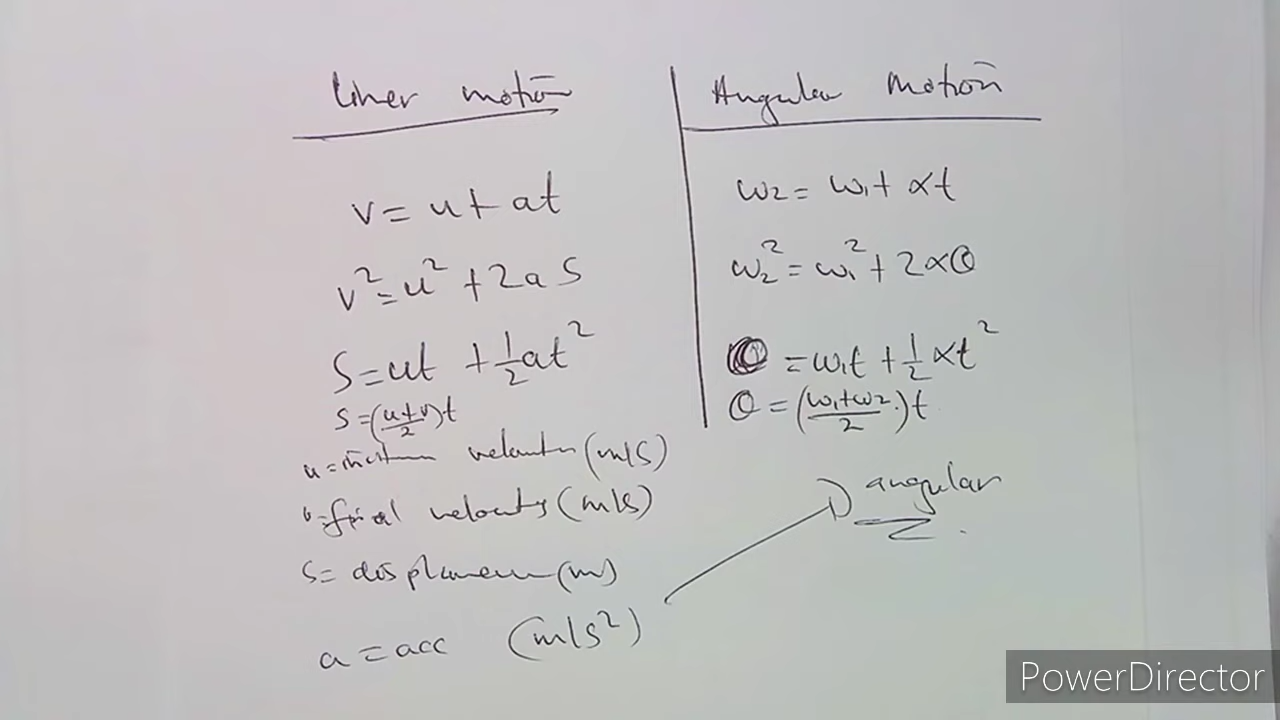 Liner motion
v = u + at
v² = u² + 2as
S = ut + ½at²
S = (u+v/2)t
u = velocity (m/s)
v = final velocity (m/s)
S = displacement (m)
a = acc (m/s²)
Angular Motion
ω2 = ω1 + αt
ω2² = ω1² + 2αθ
θ = ω1t + ½αt²
θ = (ω1+ω2/2)t
angular
PowerDirector